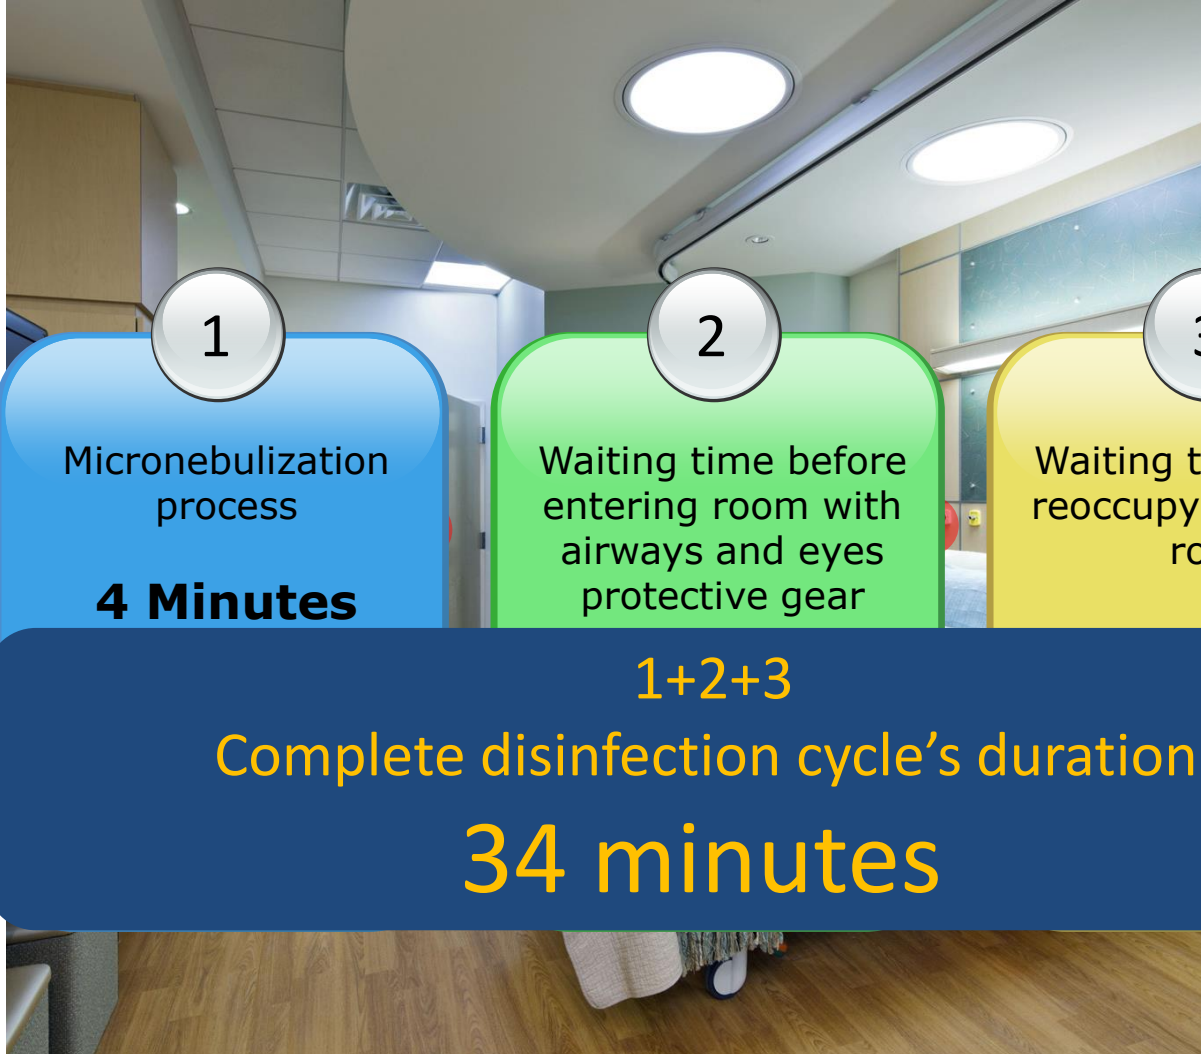 1
Micronebulization
process
4 Minutes
2
Waiting time before
entering room with
airways and eyes
protective gear
Waiting
reoccupy
1+2+3
Complete disinfection cycle’s duration
34 minutes